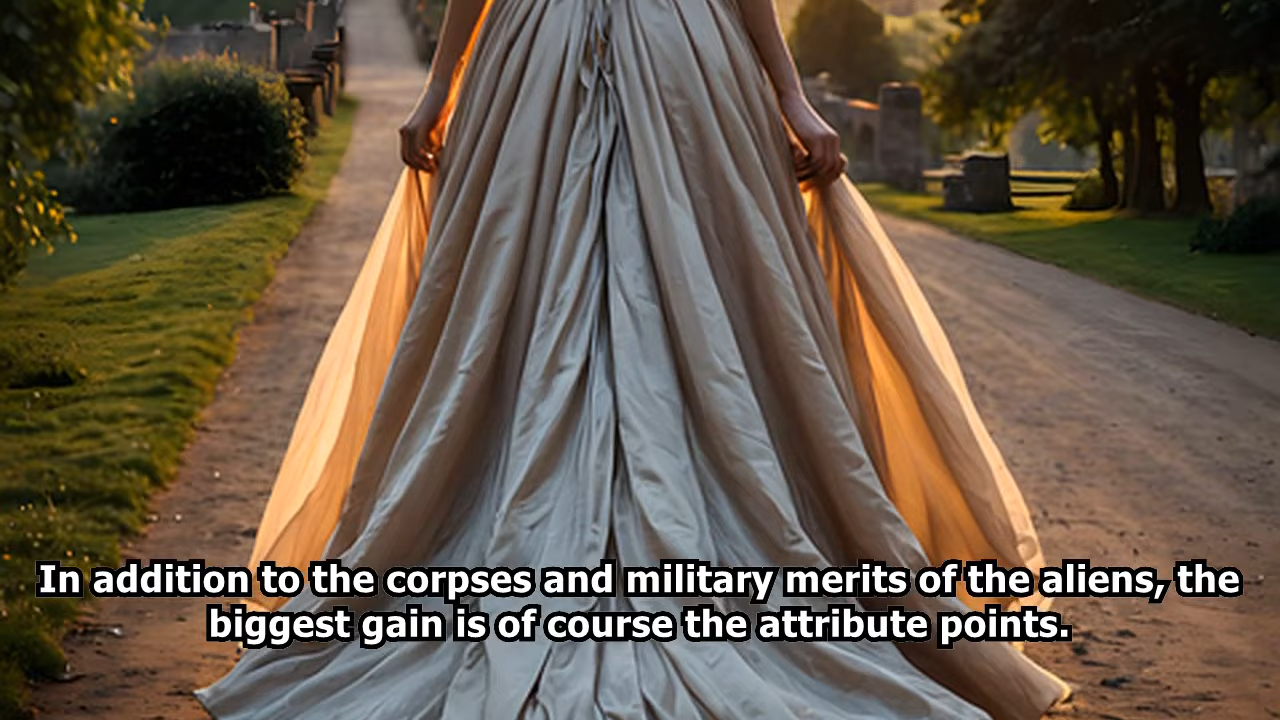 In addition to the corpses and military merits of the aliens, the
biggest gain is of course the attribute points.